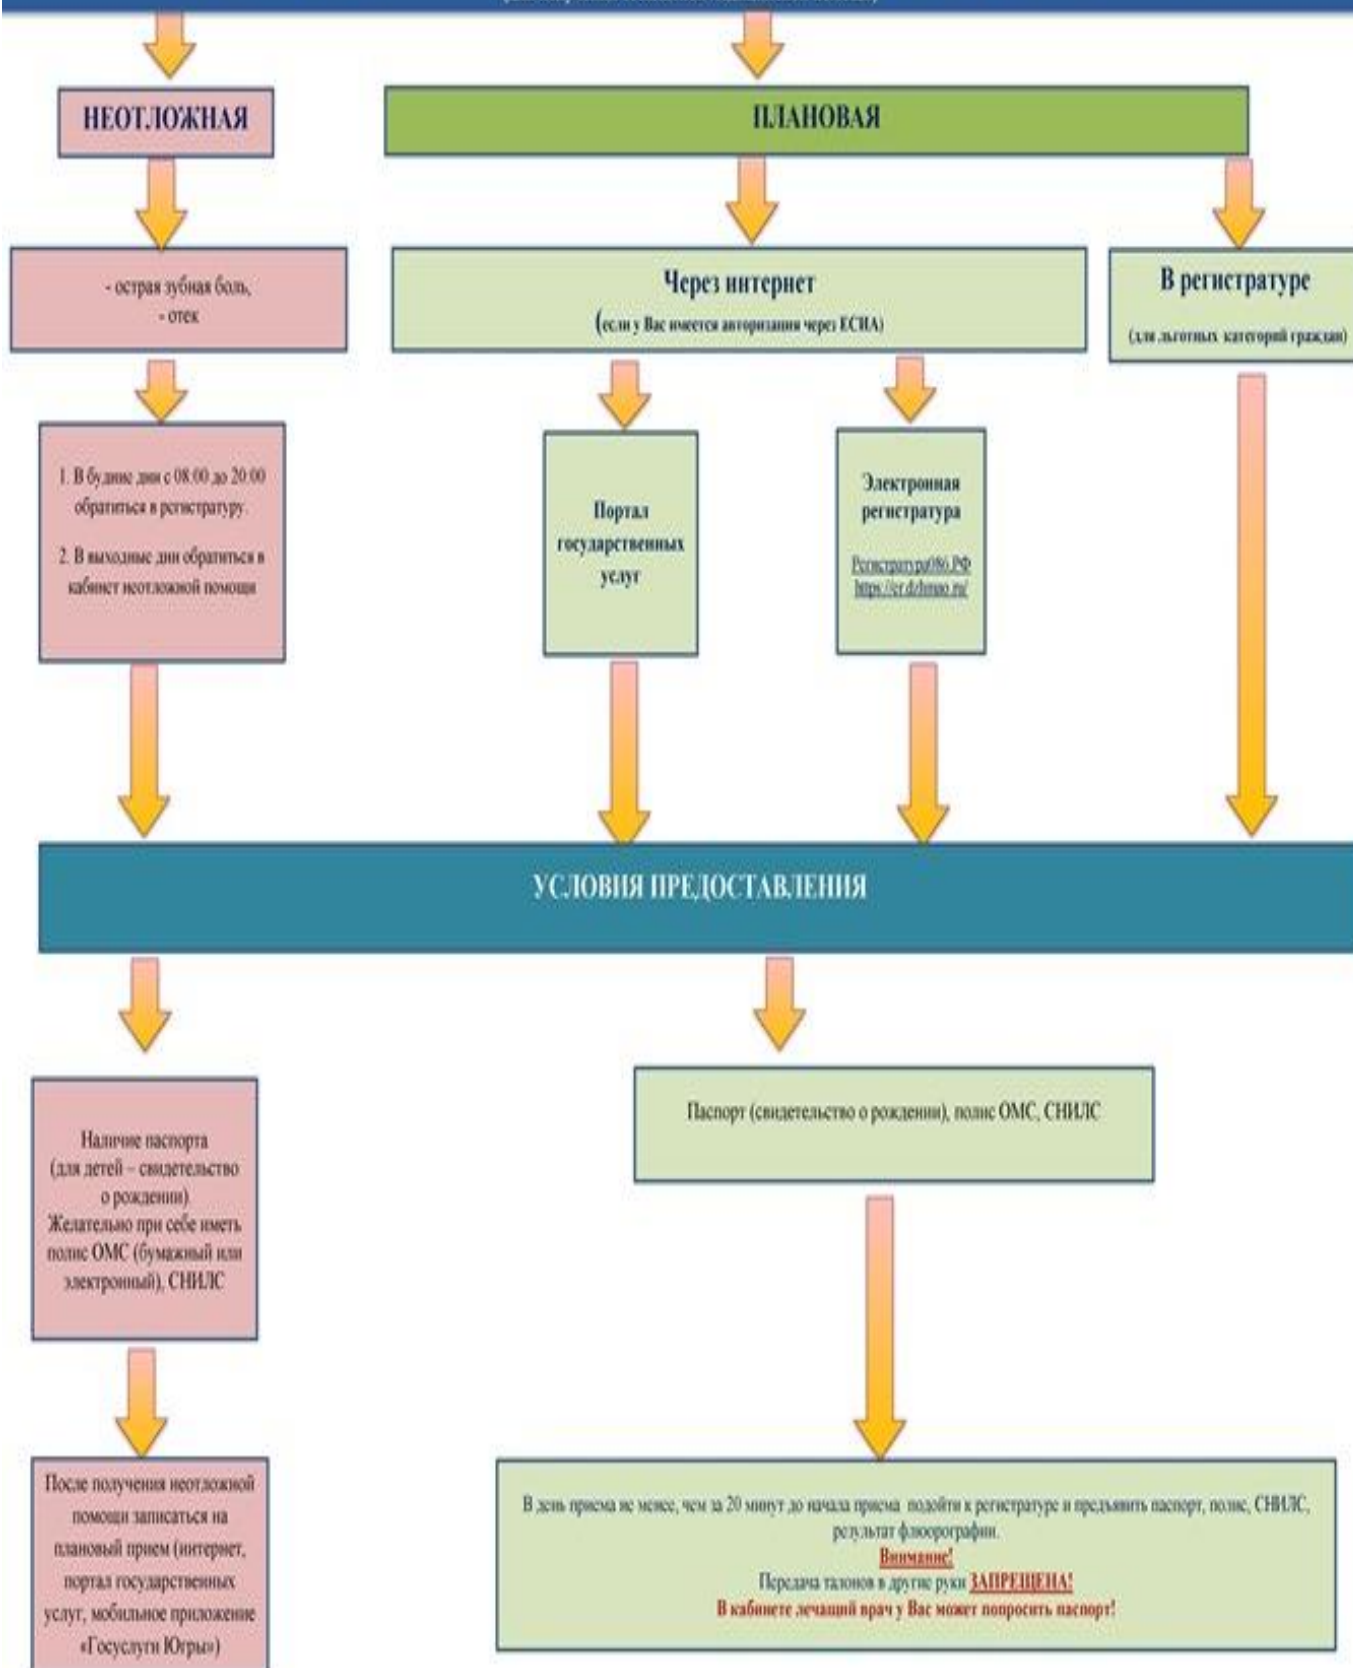 НЕОТЛОЖНАЯ
ПЛАНОВАЯ
- острая зубная боль,
- отек
Через интернет
(если у Вас имеется авторизация через ЕСИА)
В регистратуре
(для льготных категорий граждан)
1. В будние дни с 08:00 до 20:00
обратиться в регистратуру.
2. В выходные дни обратиться в
кабинет неотложной помощи
Портал
государственных
услуг
Электронная
регистратура
Регистратура086.РФ
https://er.dzhmao.ru/
УСЛОВИЯ ПРЕДОСТАВЛЕНИЯ
Наличие паспорта
(для детей – свидетельство
о рождении)
Желательно при себе иметь
полис ОМС (бумажный или
электронный), СНИЛС
Паспорт (свидетельство о рождении), полис ОМС, СНИЛС
После получения неотложной
помощи записаться на
плановый прием (интернет,
портал государственных
услуг, мобильное приложение
«Госуслуги Югры»)
В день приема не менее, чем за 20 минут до начала приема подойти к регистратуре и предъявить паспорт, полис, СНИЛС,
результат флюорографии.
Внимание!
Передача талонов в другие руки ЗАПРЕЩЕНА!
В кабинете лечащий врач у Вас может попросить паспорт!